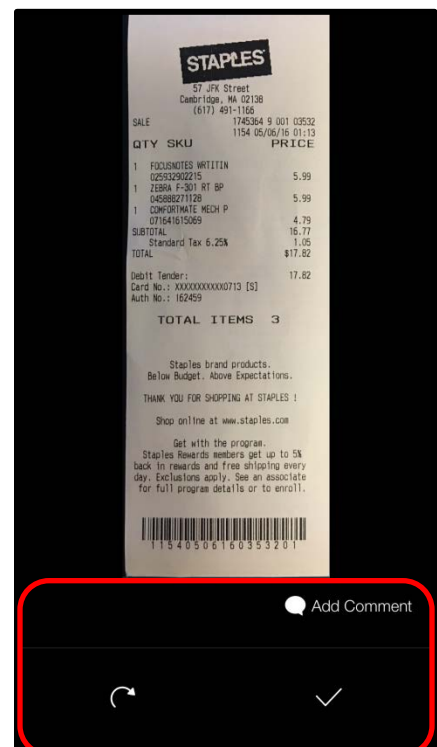 STAPLES
57 JFK Street
Cambridge, MA 02138
(617) 491-1166
SALE 1745364 9 001 03532
1154 05/06/16 01:13
QTY SKU PRICE
1 FOCUSNOTES WRTITIN
025932902215 5.99
1 ZEBRA F-301 RT BP
045888271128 5.99
1 COMFORTMATE MECH P
071641615069 4.79
SUBTOTAL 16.77
Standard Tax 6.25% 1.05
TOTAL $17.82
Debit Tender: 17.82
Card No.: XXXXXXXXXXXX0713 [S]
Auth No.: 162459
TOTAL ITEMS 3
Staples brand products.
Below Budget. Above Expectations.
THANK YOU FOR SHOPPING AT STAPLES !
Shop online at www.staples.com
Get with the program.
Staples Rewards members get up to 5%
back in rewards and free shipping every
day. Exclusions apply. See an associate
for full program details or to enroll.
11540506160353201
Add Comment